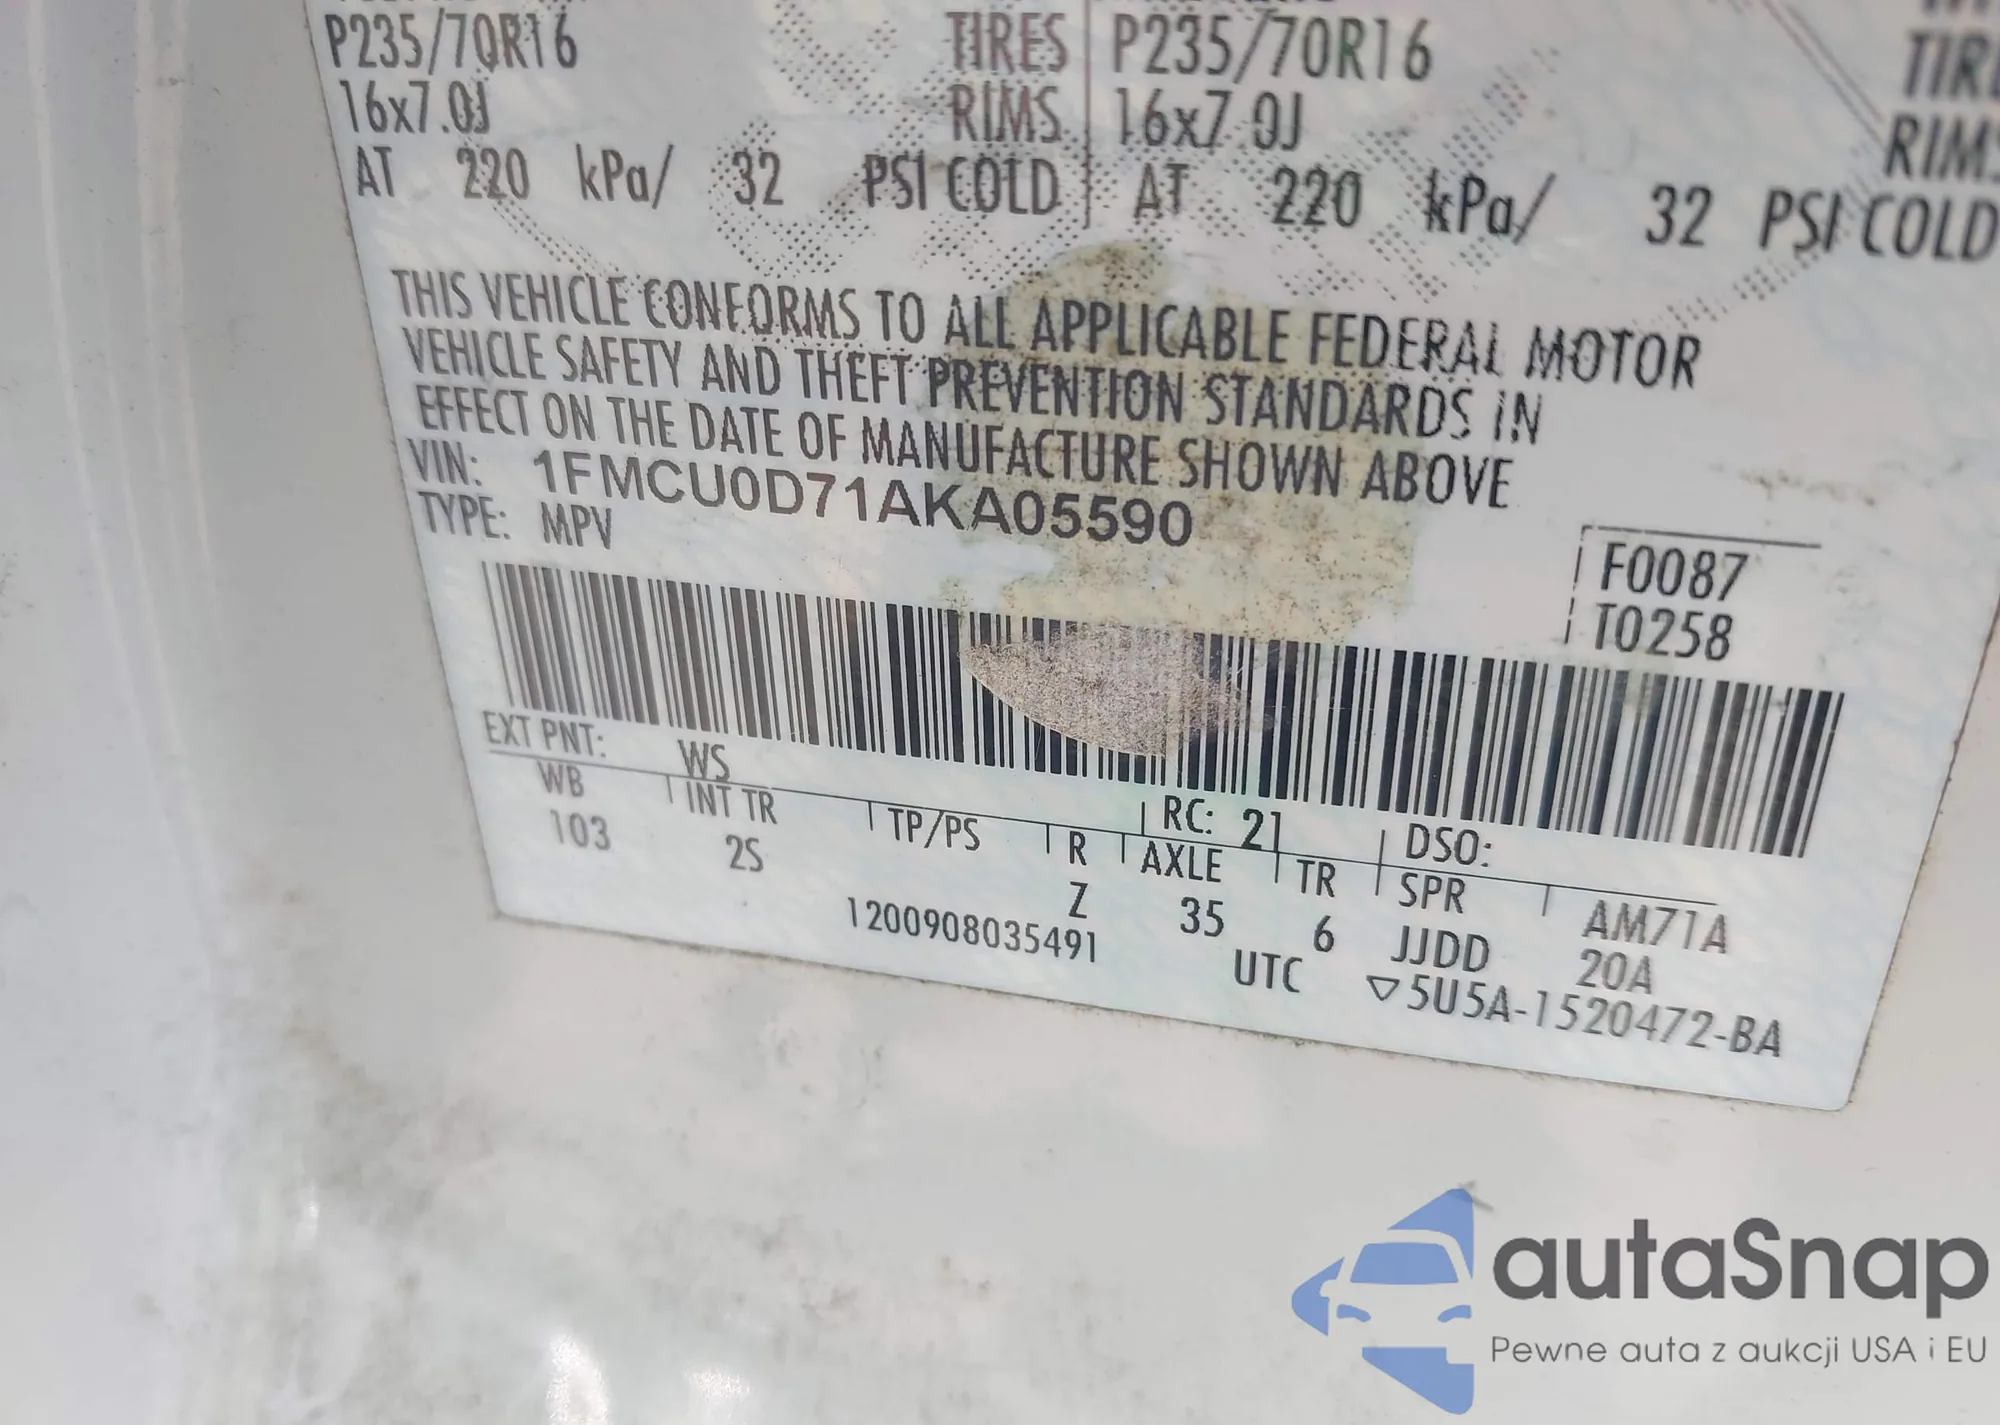 P235/70R16 TIRES P235/70R16 TIRE
16x7.0J RIMS 16x7.0J RIMS
AT 220 kPa/ 32 PSI COLD AT 220 kPa/ 32 PSI COLD
THIS VEHICLE CONFORMS TO ALL APPLICABLE FEDERAL MOTOR
VEHICLE SAFETY AND THEFT PREVENTION STANDARDS IN
EFFECT ON THE DATE OF MANUFACTURE SHOWN ABOVE
VIN: 1FMCU0D71AKA05590
TYPE: MPV
F0087
T0258
EXT PNT: WS RC: 21 DSO:
WB INT TR TP/PS R AXLE TR SPR AM71A
103 2S Z 35 6 JJDD 20A
1200908035491 UTC ▽5U5A-1520472-BA
autaSnap
Pewne auta z aukcji USA i EU